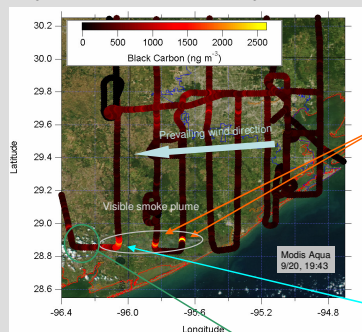 0 500 1000 1500 2000 2500
Black Carbon (ng m-3)
30.2
30.0
29.8
29.6
29.4
29.2
29.0
28.8
28.6
Latitude
Prevailing wind direction
Visible smoke plume
Modis Aqua
9/20, 19:43
-96.4 -96.0 -95.6 -95.2 -94.8
Longitude